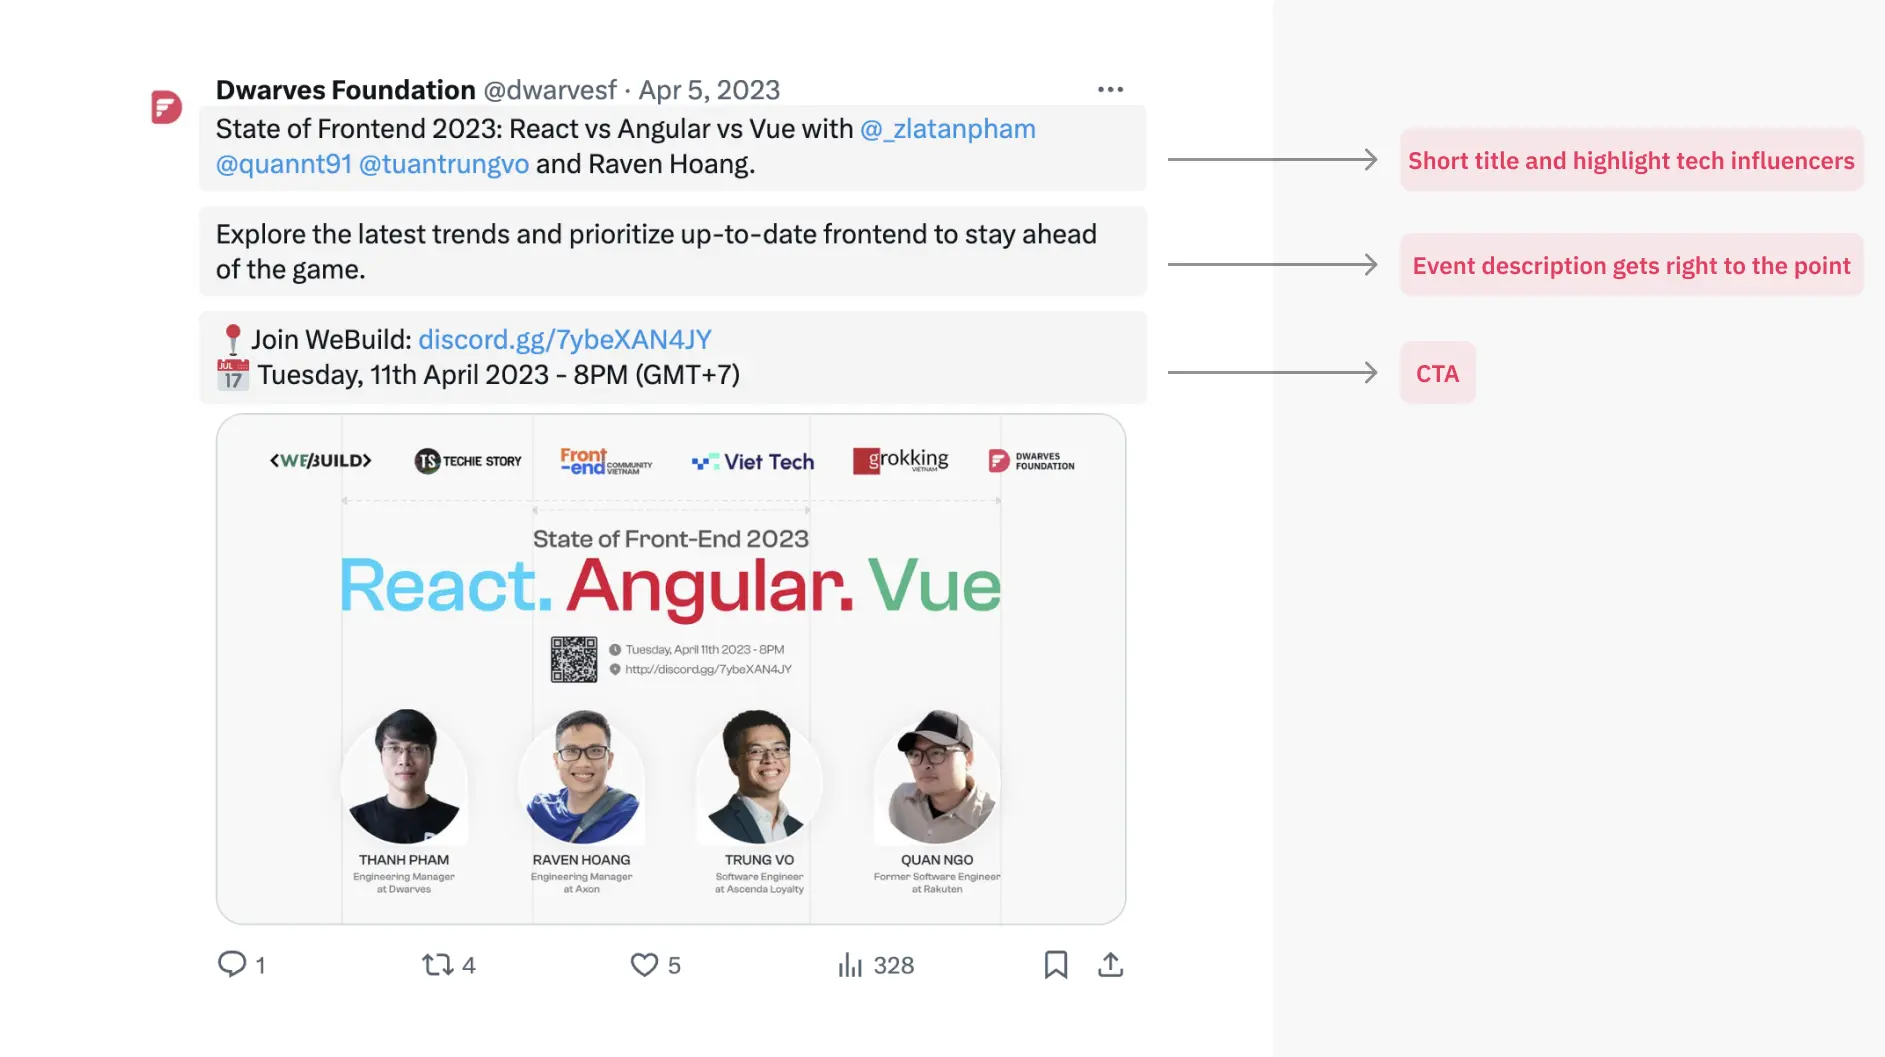 Dwarves Foundation @dwarvesf · Apr 5, 2023
State of Frontend 2023: React vs Angular vs Vue with @_zlatanpham
@quannt91 @tuantrungvo and Raven Hoang.
Short title and highlight tech influencers
Explore the latest trends and prioritize up-to-date frontend to stay ahead
of the game.
Event description gets right to the point
Join WeBuild: discord.gg/7ybeXAN4JY
JUL
17
Tuesday, 11th April 2023 - 8PM (GMT+7)
CTA
<WE/BUILD>
TS TECHIE STORY
Front
-end COMMUNITY
VIETNAM
Viet Tech
grokking
VIETNAM
DWARVES
FOUNDATION
State of Front-End 2023
React. Angular. Vue
Tuesday, April 11th 2023 - 8PM
http://discord.gg/7ybeXAN4JY
THANH PHAM
Engineering Manager
at Dwarves
RAVEN HOANG
Engineering Manager
at Axon
TRUNG VO
Software Engineer
at Ascenda Loyalty
QUAN NGO
Former Software Engineer
at Rakuten
1
4
5
328